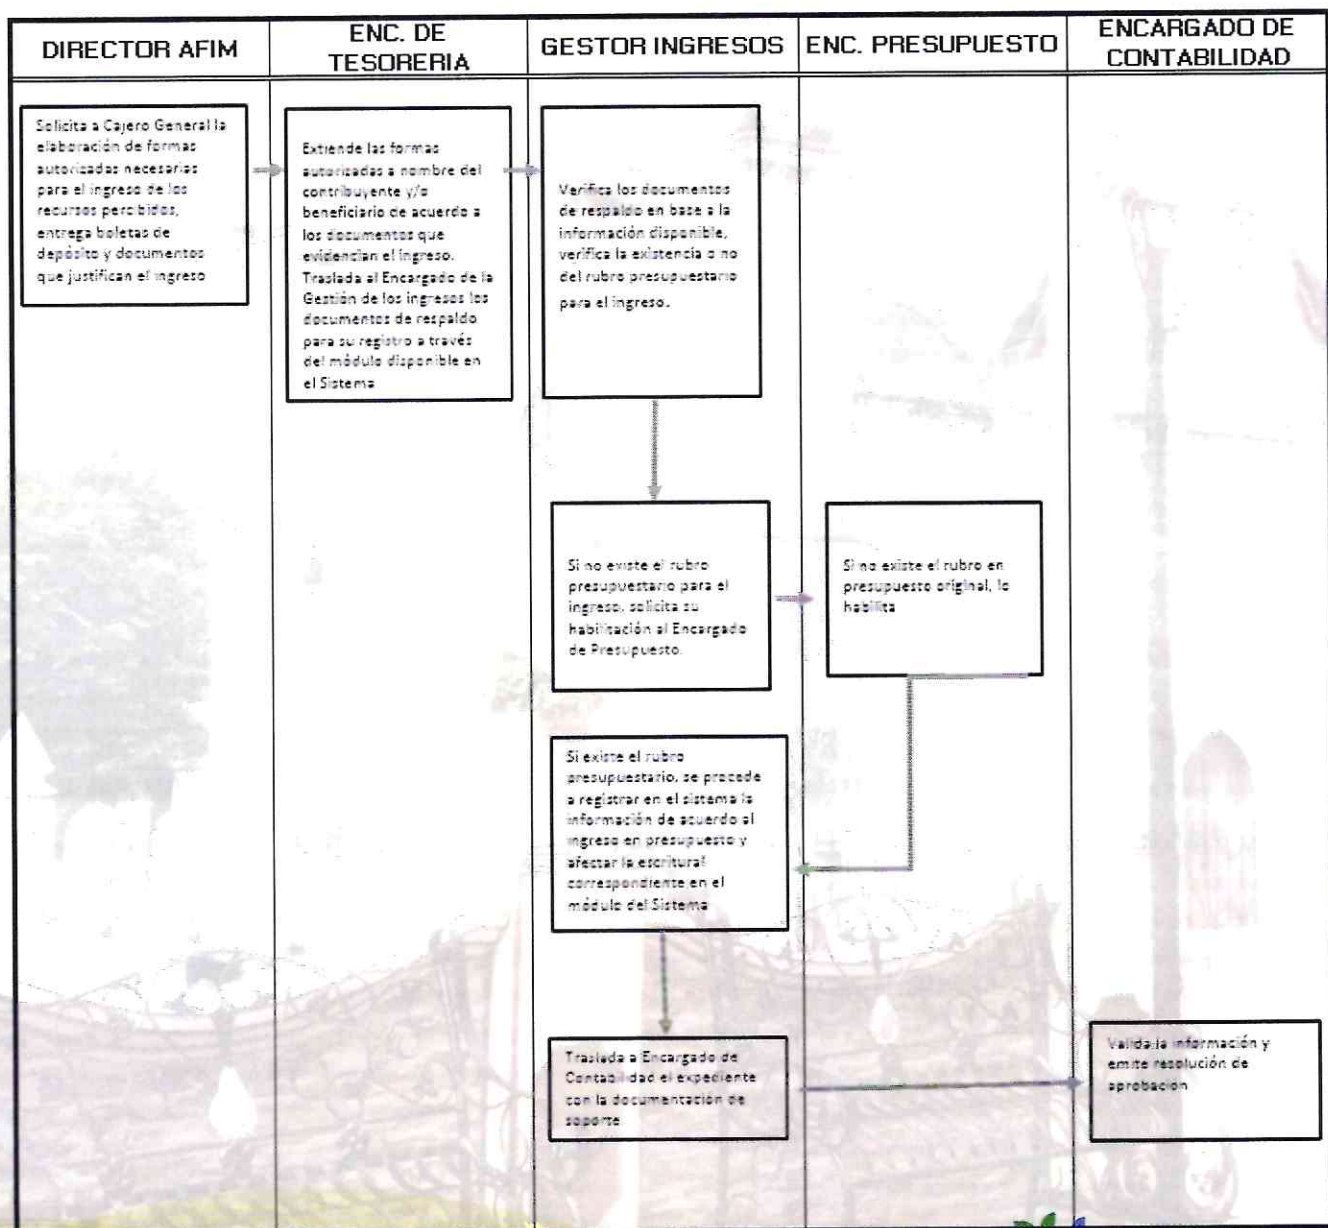 DIRECTOR AFIM
ENC. DE
TESORERIA
GESTOR INGRESOS
ENC. PRESUPUESTO
ENCARGADO DE
CONTABILIDAD
Solicita a Cajero General la
elaboración de formas
autorizadas necesarias
para el ingreso de los
recursos percibidos,
entrega boletas de
depósito y documentos
que justifican el ingreso
Extiende las formas
autorizadas a nombre del
contribuyente y/o
beneficiario de acuerdo a
los documentos que
evidencian el ingreso.
Traslada al Encargado de la
Gestión de los ingresos los
documentos de respaldo
para su registro a través
del módulo disponible en
el Sistema
Verifica los documentos
de respaldo en base a la
información disponible,
verifica la existencia o no
del rubro presupuestario
para el ingreso.
Si no existe el rubro
presupuestario para el
ingreso, solicita su
habilitación al Encargado
de Presupuesto.
Si no existe el rubro en
presupuesto original, lo
habilita
Si existe el rubro
presupuestario, se procede
a registrar en el sistema la
información de acuerdo al
ingreso en presupuesto y
afectar la escritural
correspondiente en el
módulo del Sistema
Traslada a Encargado de
Contabilidad el expediente
con la documentación de
soporte
Valida la información y
emite resolución de
aprobación